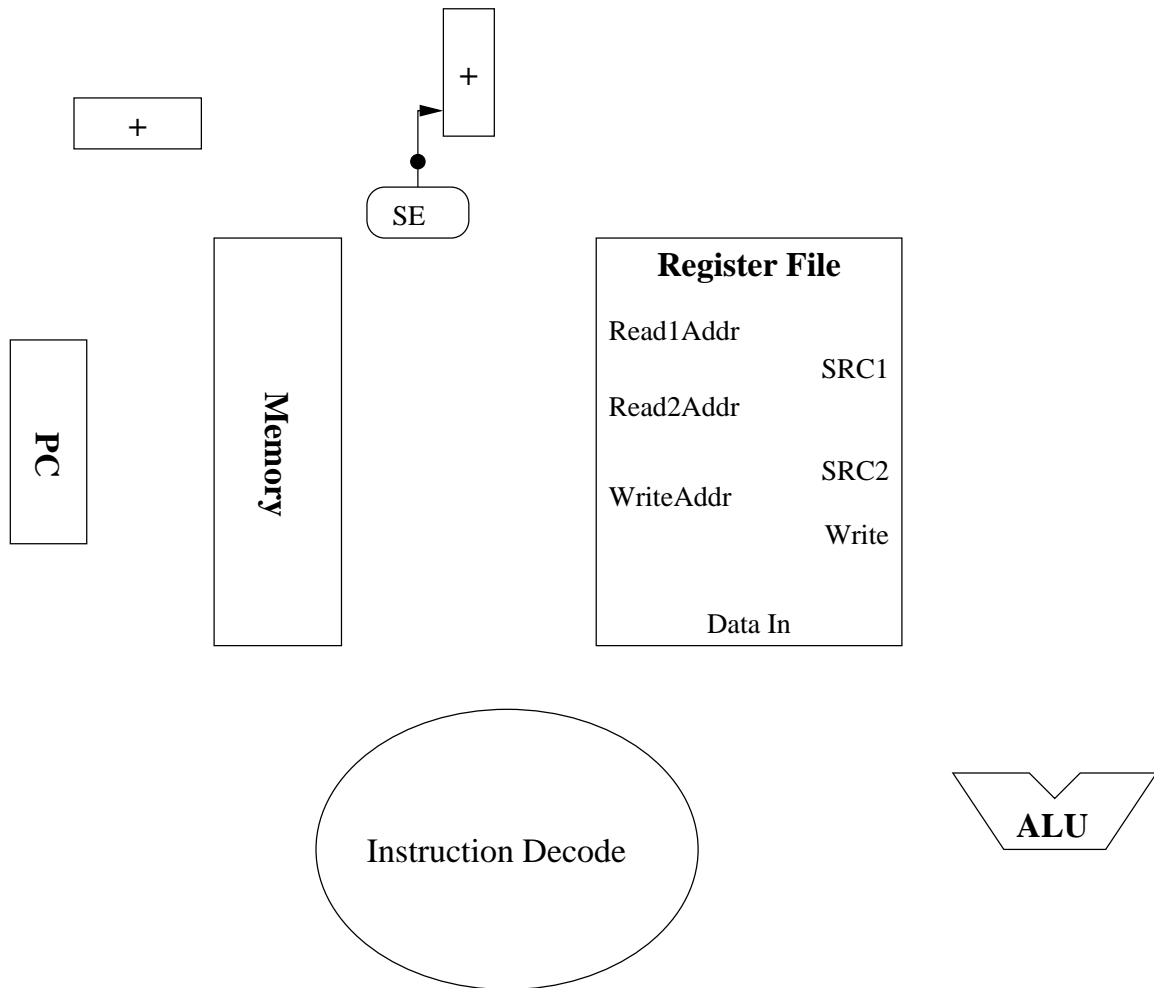 +
+
SE
Register File
Read1Addr
SRC1
Read2Addr
PC
Memory
SRC2
WriteAddr
Write
Data In
Instruction Decode
ALU